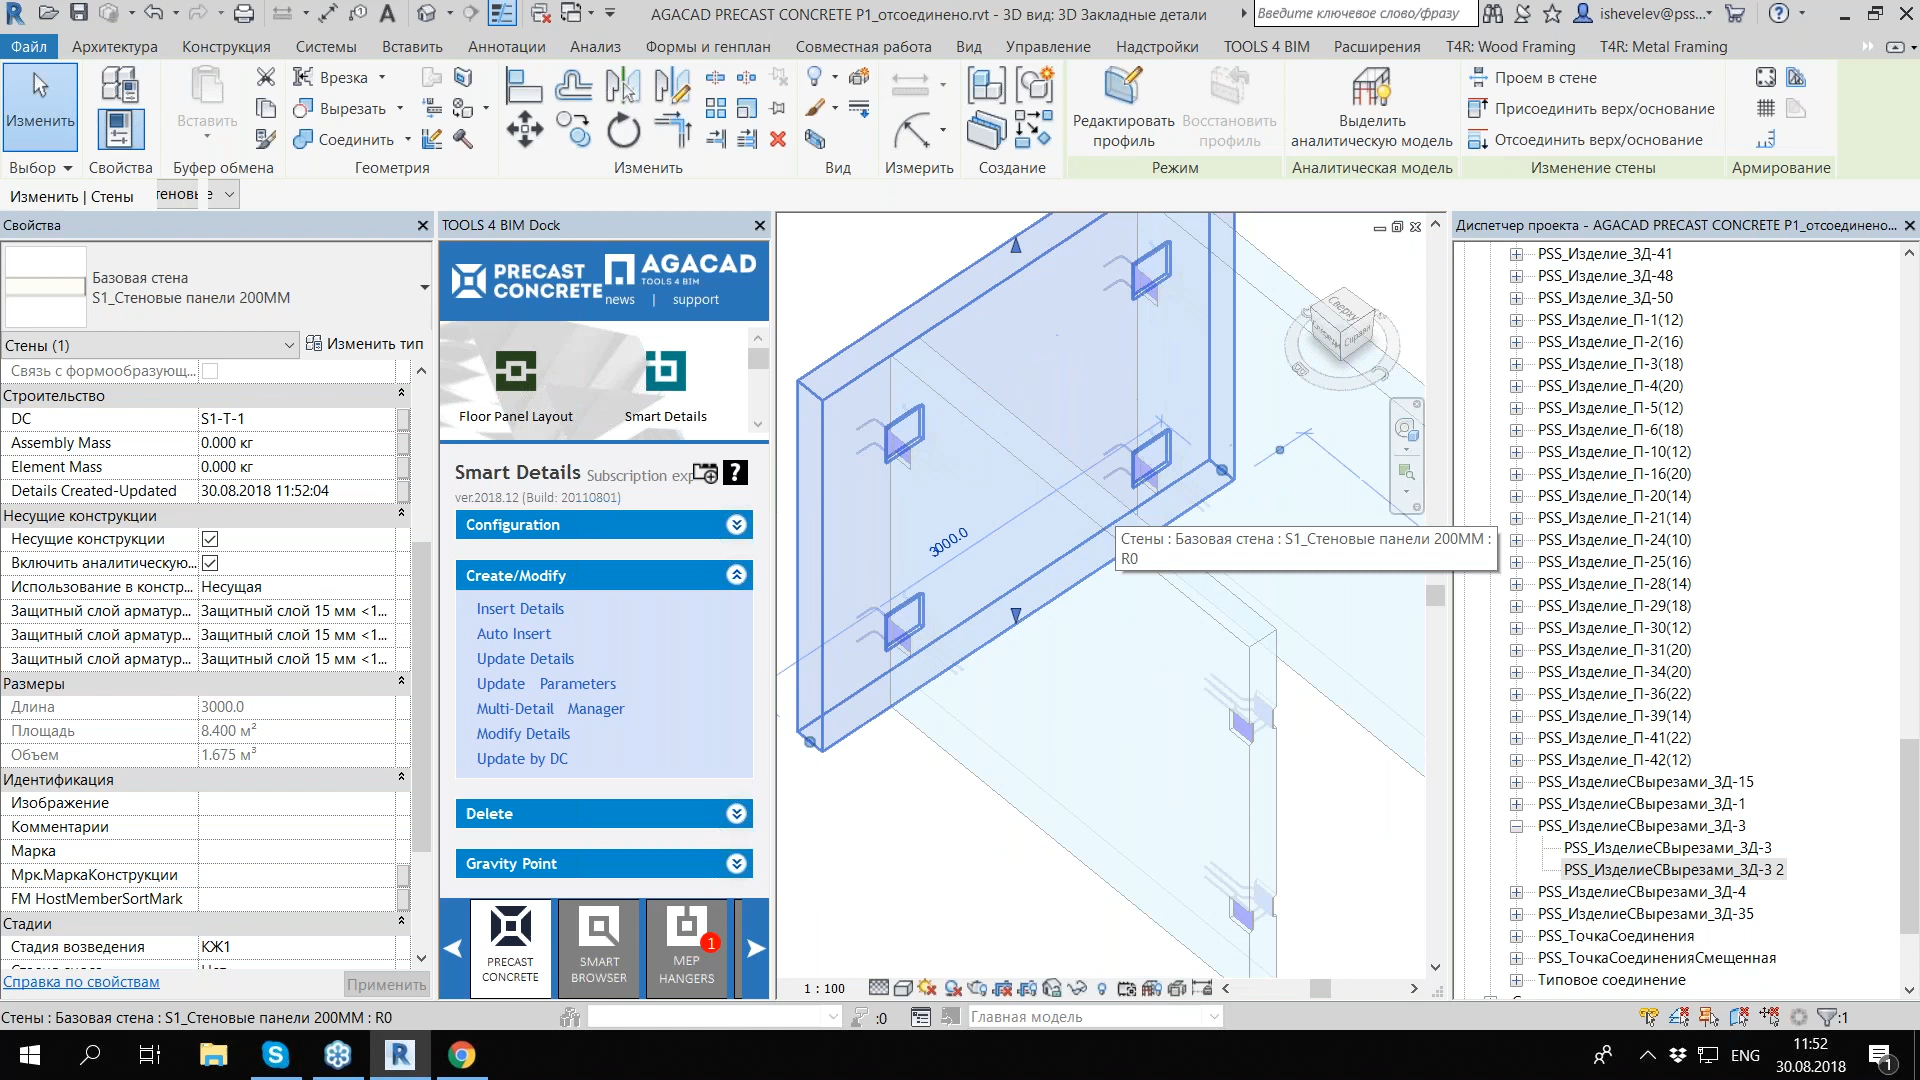 AGACAD PRECAST CONCRETE P1_отсоединено.rvt - 3D вид: 3D Закладные детали
Введите ключевое слово/фразу
ishevelev@pss...
Файл Архитектура Конструкция Системы Вставить Аннотации Анализ Формы и генплан Совместная работа Вид Управление Надстройки TOOLS 4 BIM Расширения T4R: Wood Framing T4R: Metal Framing
Изменить
Вставить
Врезка
Вырезать
Соединить
Редактировать профиль
Восстановить профиль
Выделить аналитическую модель
Проем в стене
Присоединить верх/основание
Отсоединить верх/основание
Выбор Свойства Буфер обмена Геометрия Изменить Вид Измерить Создание Режим Аналитическая модель Изменение стены Армирование
Изменить | Стены
Свойства
Базовая стена
S1_Стеновые панели 200ММ
Стены (1)
Изменить тип
Связь с формообразующ...
Строительство
DC S1-T-1
Assembly Mass 0.000 кг
Element Mass 0.000 кг
Details Created-Updated 30.08.2018 11:52:04
Несущие конструкции
Несущие конструкции
Включить аналитическую...
Использование в констр... Несущая
Защитный слой арматур... Защитный слой 15 мм <1...
Защитный слой арматур... Защитный слой 15 мм <1...
Защитный слой арматур... Защитный слой 15 мм <1...
Размеры
Длина 3000.0
Площадь 8.400 м²
Объем 1.675 м³
Идентификация
Изображение
Комментарии
Марка
Мрк.МаркаКонструкции
FM HostMemberSortMark
Стадии
Стадия возведения КЖ1
Справка по свойствам
Применить
TOOLS 4 BIM Dock
PRECAST CONCRETE
AGACAD
TOOLS 4 BIM
news | support
Floor Panel Layout
Smart Details
Smart Details Subscription exp
?
ver.2018.12 (Build: 20110801)
Configuration
Create/Modify
Insert Details
Auto Insert
Update Details
Update Parameters
Multi-Detail Manager
Modify Details
Update by DC
Delete
Gravity Point
PRECAST CONCRETE
SMART BROWSER
MEP HANGERS
1
3000.0
Сверху
Справа
Стены : Базовая стена : S1_Стеновые панели 200ММ :
R0
1 : 100
Диспетчер проекта - AGACAD PRECAST CONCRETE P1_отсоединено...
PSS_Изделие_ЗД-41
PSS_Изделие_ЗД-48
PSS_Изделие_ЗД-50
PSS_Изделие_П-1(12)
PSS_Изделие_П-2(16)
PSS_Изделие_П-3(18)
PSS_Изделие_П-4(20)
PSS_Изделие_П-5(12)
PSS_Изделие_П-6(18)
PSS_Изделие_П-10(12)
PSS_Изделие_П-16(20)
PSS_Изделие_П-20(14)
PSS_Изделие_П-21(14)
PSS_Изделие_П-24(10)
PSS_Изделие_П-25(16)
PSS_Изделие_П-28(14)
PSS_Изделие_П-29(18)
PSS_Изделие_П-30(12)
PSS_Изделие_П-31(20)
PSS_Изделие_П-34(20)
PSS_Изделие_П-36(22)
PSS_Изделие_П-39(14)
PSS_Изделие_П-41(22)
PSS_Изделие_П-42(12)
PSS_ИзделиеСВырезами_ЗД-15
PSS_ИзделиеСВырезами_ЗД-1
PSS_ИзделиеСВырезами_ЗД-3
PSS_ИзделиеСВырезами_ЗД-3
PSS_ИзделиеСВырезами_ЗД-3 2
PSS_ИзделиеСВырезами_ЗД-4
PSS_ИзделиеСВырезами_ЗД-35
PSS_ТочкаСоединения
PSS_ТочкаСоединенияСмещенная
Типовое соединение
Стены : Базовая стена : S1_Стеновые панели 200ММ : R0
:0
Главная модель
:1
ENG
11:52
30.08.2018
1